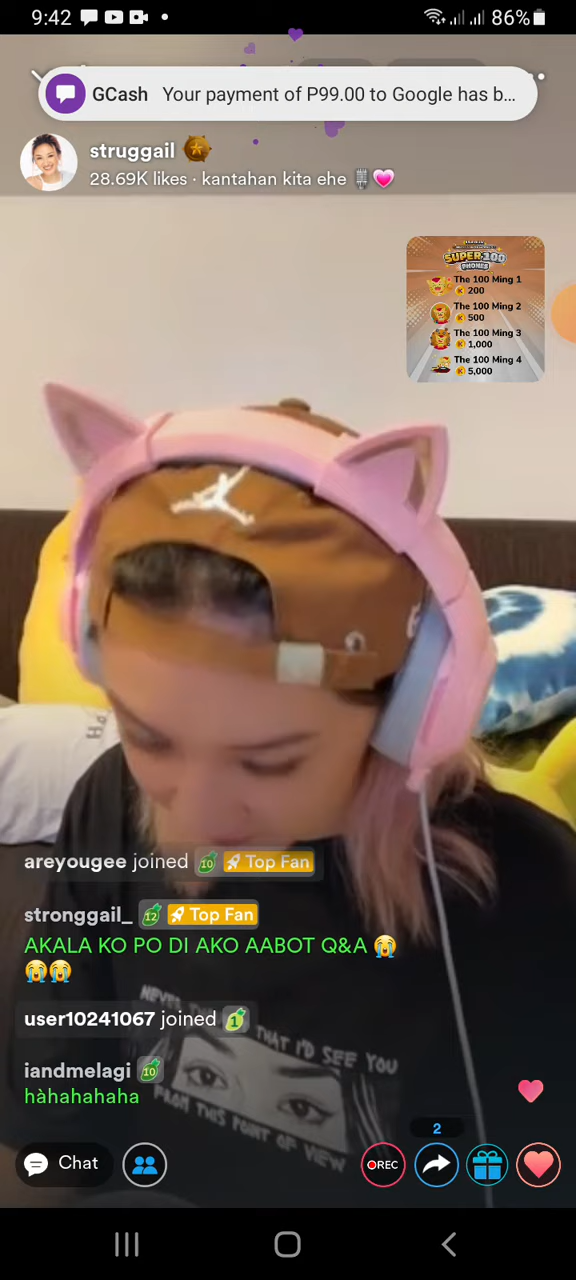 9:42
86%
GCash Your payment of P99.00 to Google has b...
struggail
28.69K likes · kantahan kita ehe
SUPER 100
PHONES
The 100 Ming 1
200
The 100 Ming 2
500
The 100 Ming 3
1,000
The 100 Ming 4
5,000
areyougee joined 10 Top Fan
stronggail_ 12 Top Fan
AKALA KO PO DI AKO AABOT Q&A 😭
😭😭
user10241067 joined 1
iandmelagi 10
hàhahahaha
THAT I'D SEE YOU
FROM THIS POINT OF VIEW
2
Chat
REC